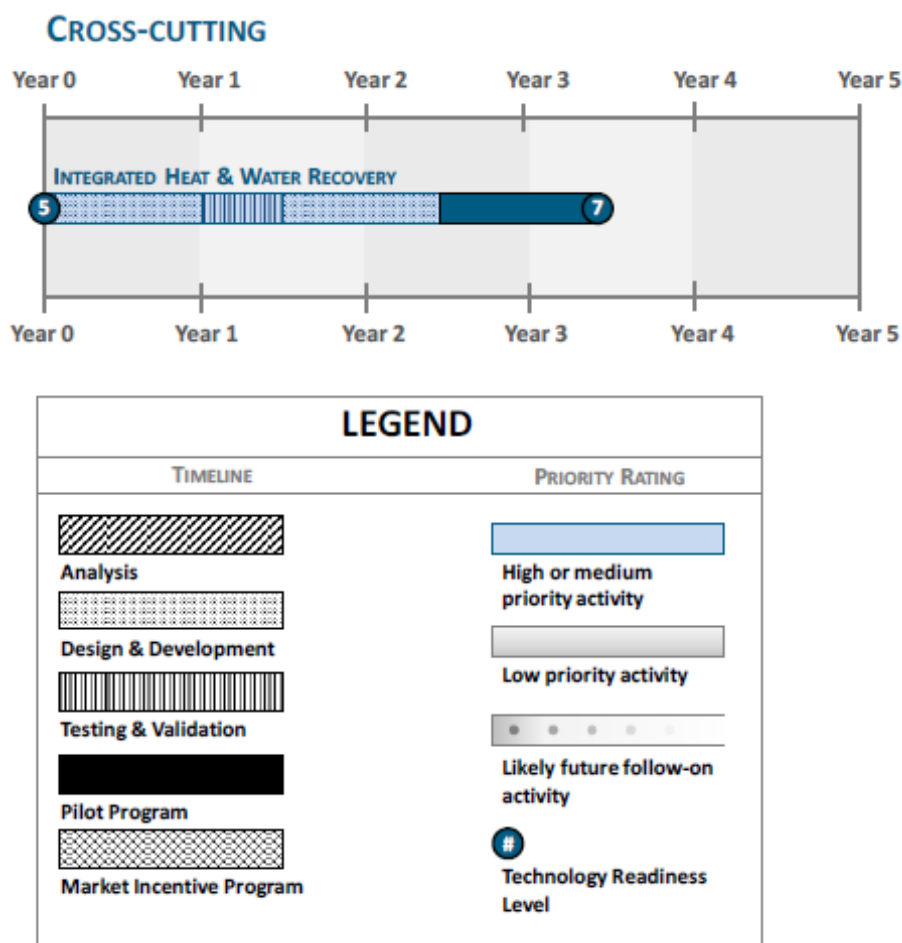 CROSS-CUTTING
Year 0 Year 1 Year 2 Year 3 Year 4 Year 5
INTEGRATED HEAT & WATER RECOVERY
5 7
Year 0 Year 1 Year 2 Year 3 Year 4 Year 5
LEGEND
TIMELINE
PRIORITY RATING
Analysis
Design & Development
Testing & Validation
Pilot Program
Market Incentive Program
High or medium
priority activity
Low priority activity
Likely future follow-on
activity
#
Technology Readiness
Level